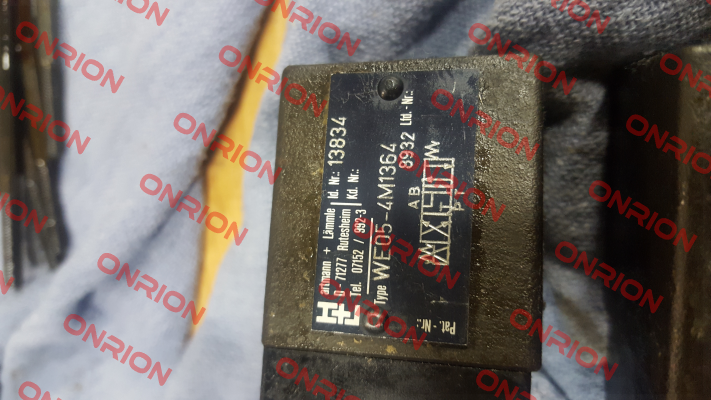 Hartmann + Lämmle Id. Nr.: 13834
D - 71277 Rutesheim Kd. Nr.:
Tel. 07152 / 992-3
Type WE05-4M1364
8932 Ltd.-Nr.:
A B
P T
Pat.-Nr.:
H+L
ONRION